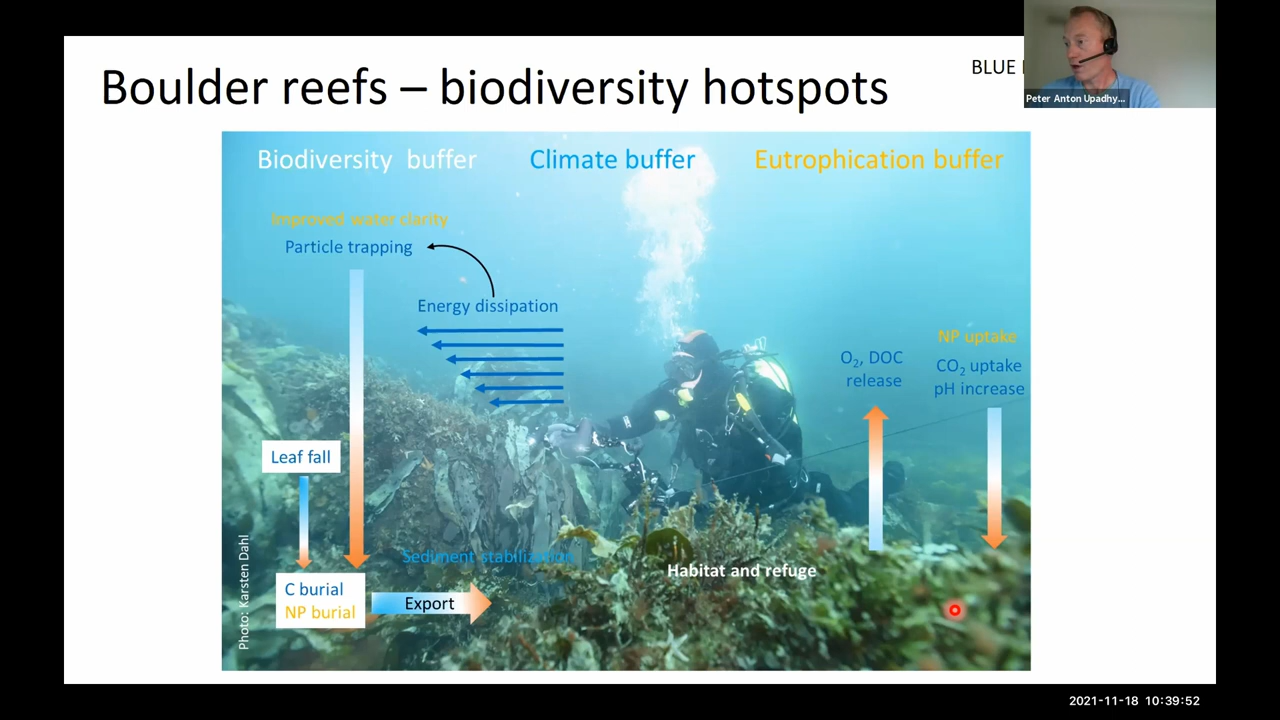 Boulder reefs – biodiversity hotspots
BLUE
Peter Anton Upadhy...
Biodiversity buffer
Climate buffer
Eutrophication buffer
Improved water clarity
Particle trapping
Energy dissipation
NP uptake
O₂, DOC
release
CO₂ uptake
pH increase
Leaf fall
Sediment stabilization
Habitat and refuge
C burial
NP burial
Export
Photo: Karsten Dahl
2021-11-18 10:39:52